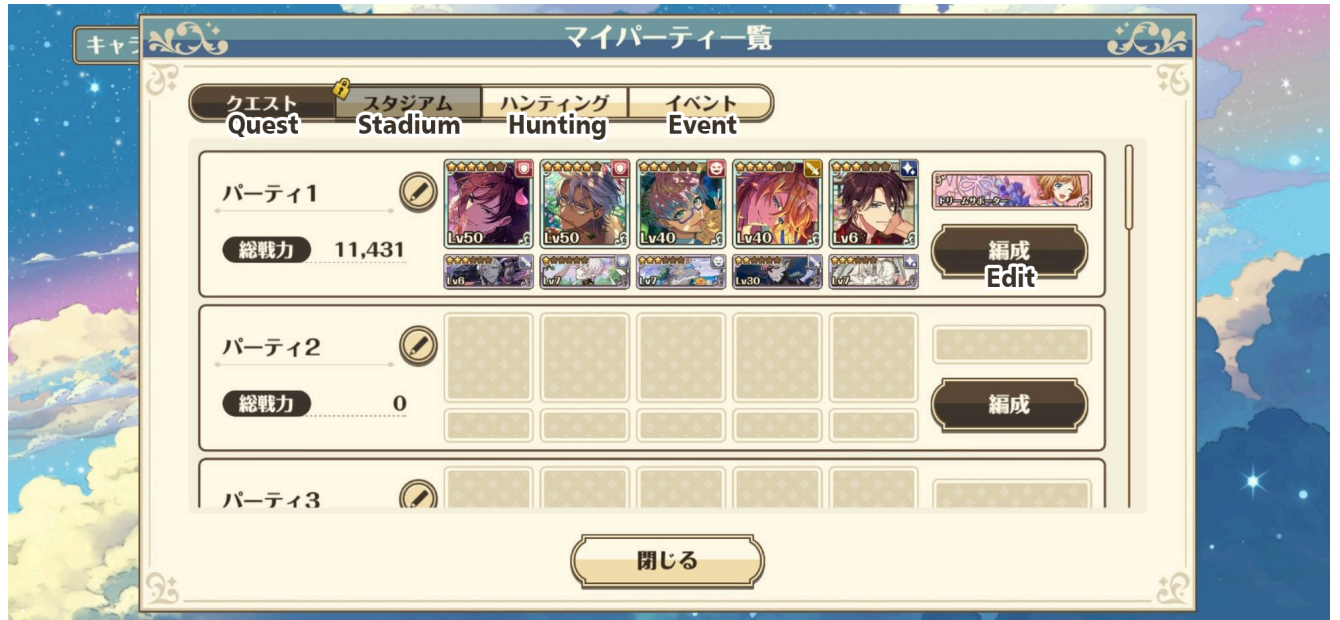 マイパーティ一覧
キャラ
クエスト
スタジアム
ハンティング
イベント
Quest
Stadium
Hunting
Event
パーティ1
総戦力 11,431
Lv50
Lv50
Lv40
Lv40
Lv6
Lv6
Lv7
Lv7
Lv30
Lv7
ドリームサポーター
編成
Edit
パーティ2
総戦力 0
編成
パーティ3
閉じる